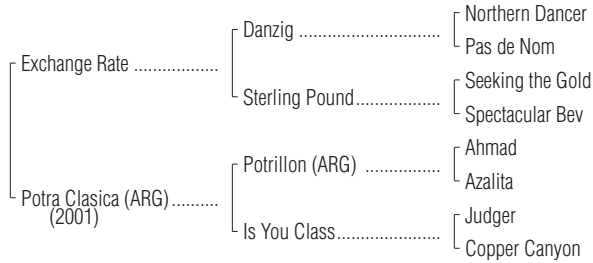 Northern Dancer
Danzig ..............................
Pas de Nom
Exchange Rate ..................
Seeking the Gold
Sterling Pound..................
Spectacular Bev
Ahmad
Potrillon (ARG) ................
Azalita
Potra Clasica (ARG)..........
(2001)
Judger
Is You Class......................
Copper Canyon